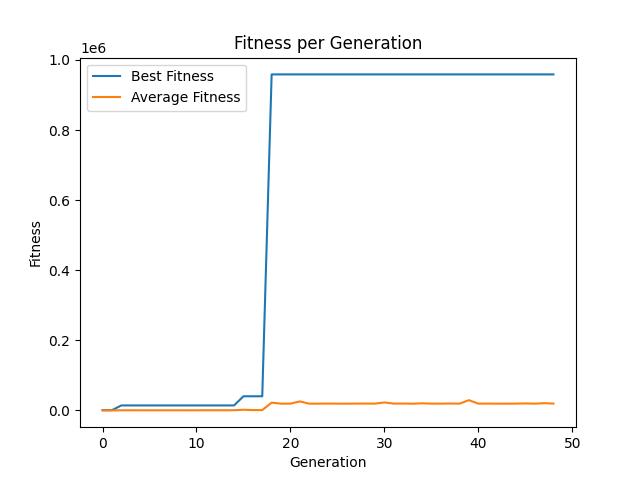 Fitness per Generation
1e6
Best Fitness
Average Fitness
1.0
0.8
0.6
0.4
0.2
0.0
Fitness
0 10 20 30 40 50
Generation